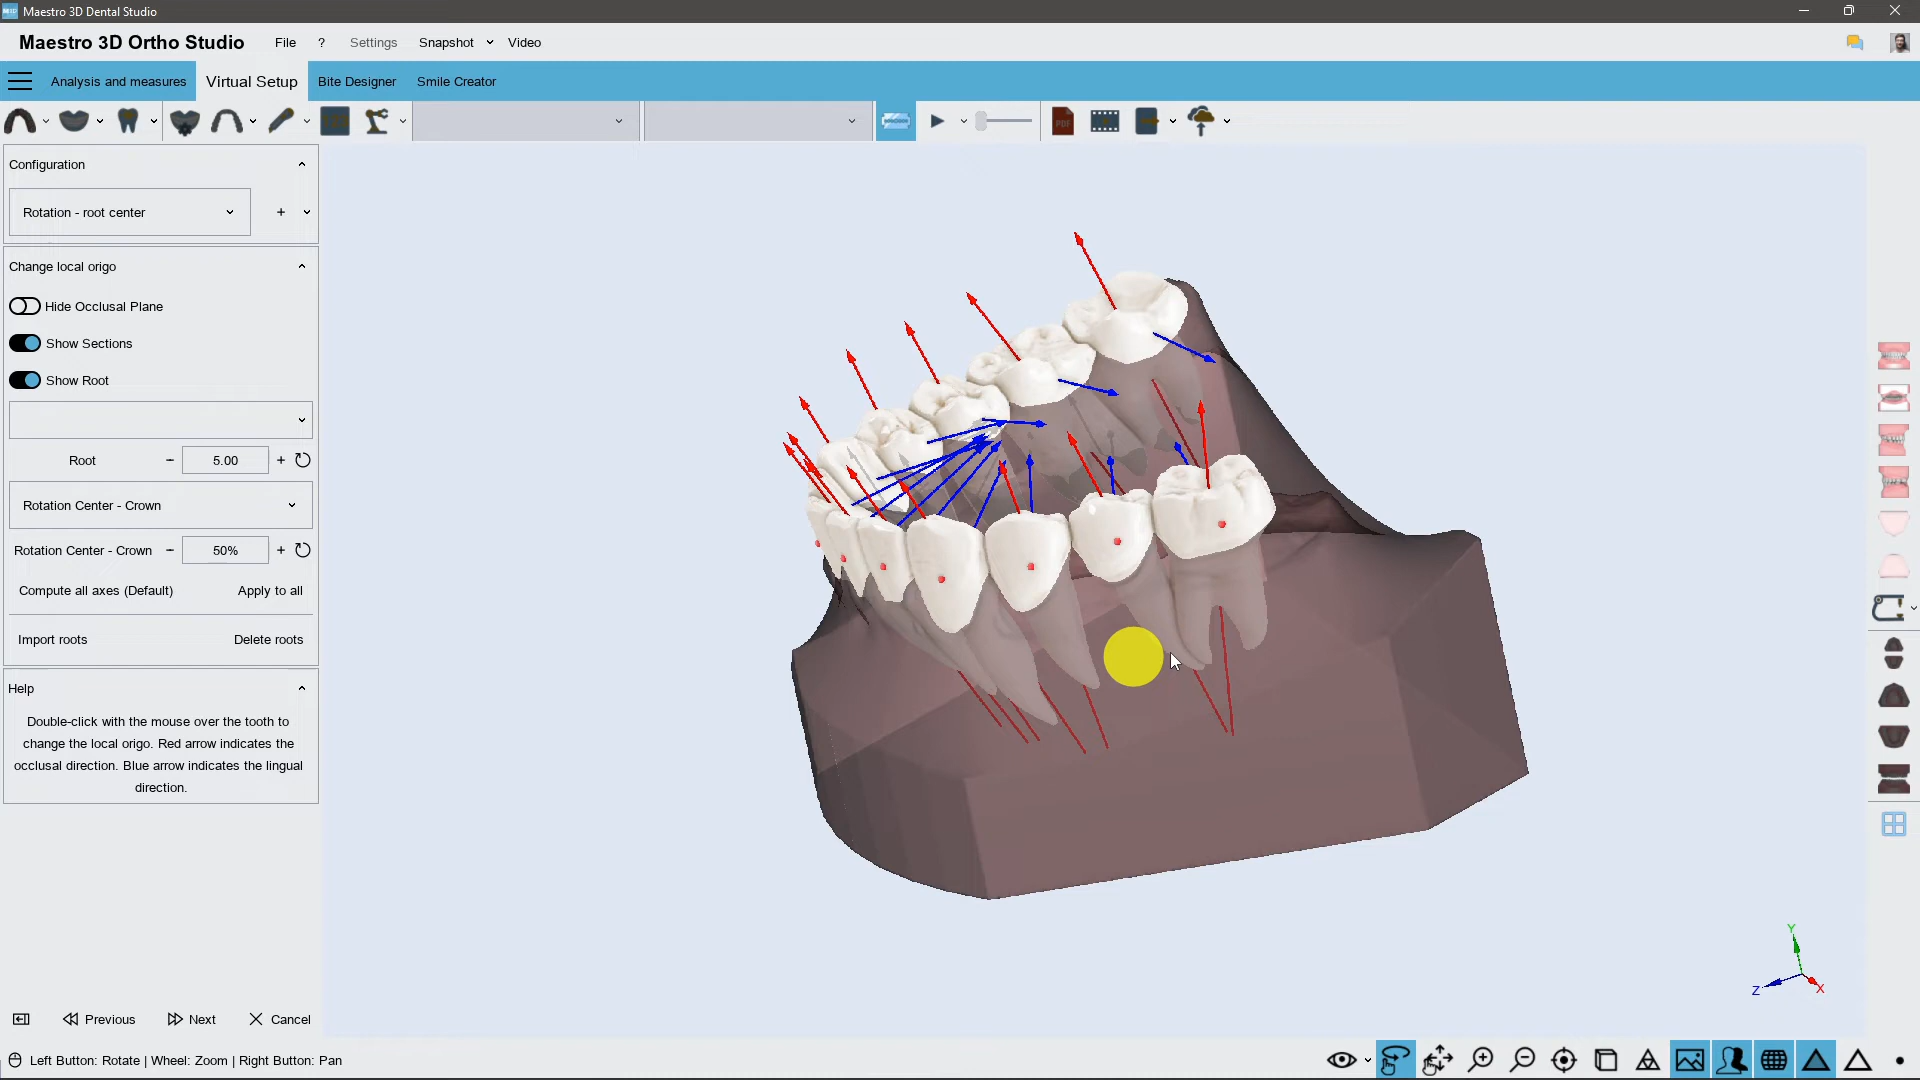 Maestro 3D Dental Studio
Maestro 3D Ortho Studio File ? Settings Snapshot Video
Analysis and measures Virtual Setup Bite Designer Smile Creator
PDF
Configuration
Rotation - root center +
Change local origo
Hide Occlusal Plane
Show Sections
Show Root
Root - 5.00 +
Rotation Center - Crown
Rotation Center - Crown - 50% +
Compute all axes (Default) Apply to all
Import roots Delete roots
Help
Double-click with the mouse over the tooth to
change the local origo. Red arrow indicates the
occlusal direction. Blue arrow indicates the lingual
direction.
Y
Z X
Previous Next Cancel
Left Button: Rotate | Wheel: Zoom | Right Button: Pan